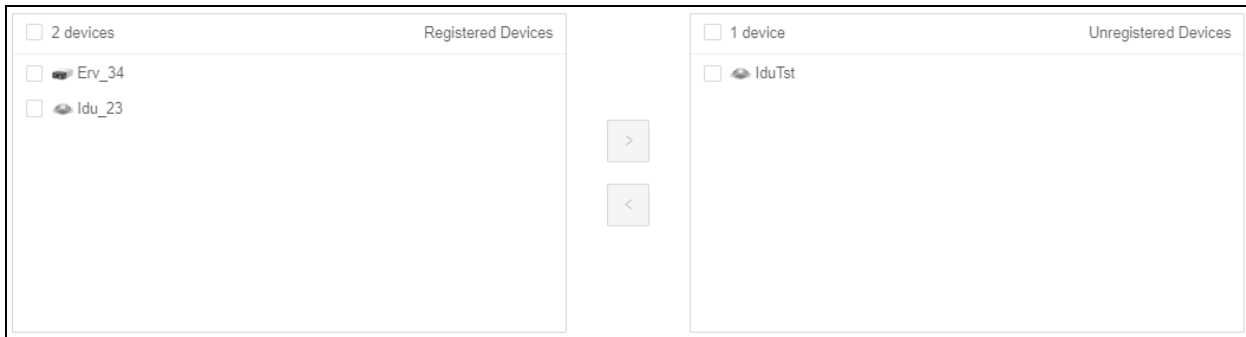 2 devices Registered Devices
Erv_34
Idu_23
>
<
1 device Unregistered Devices
IduTst